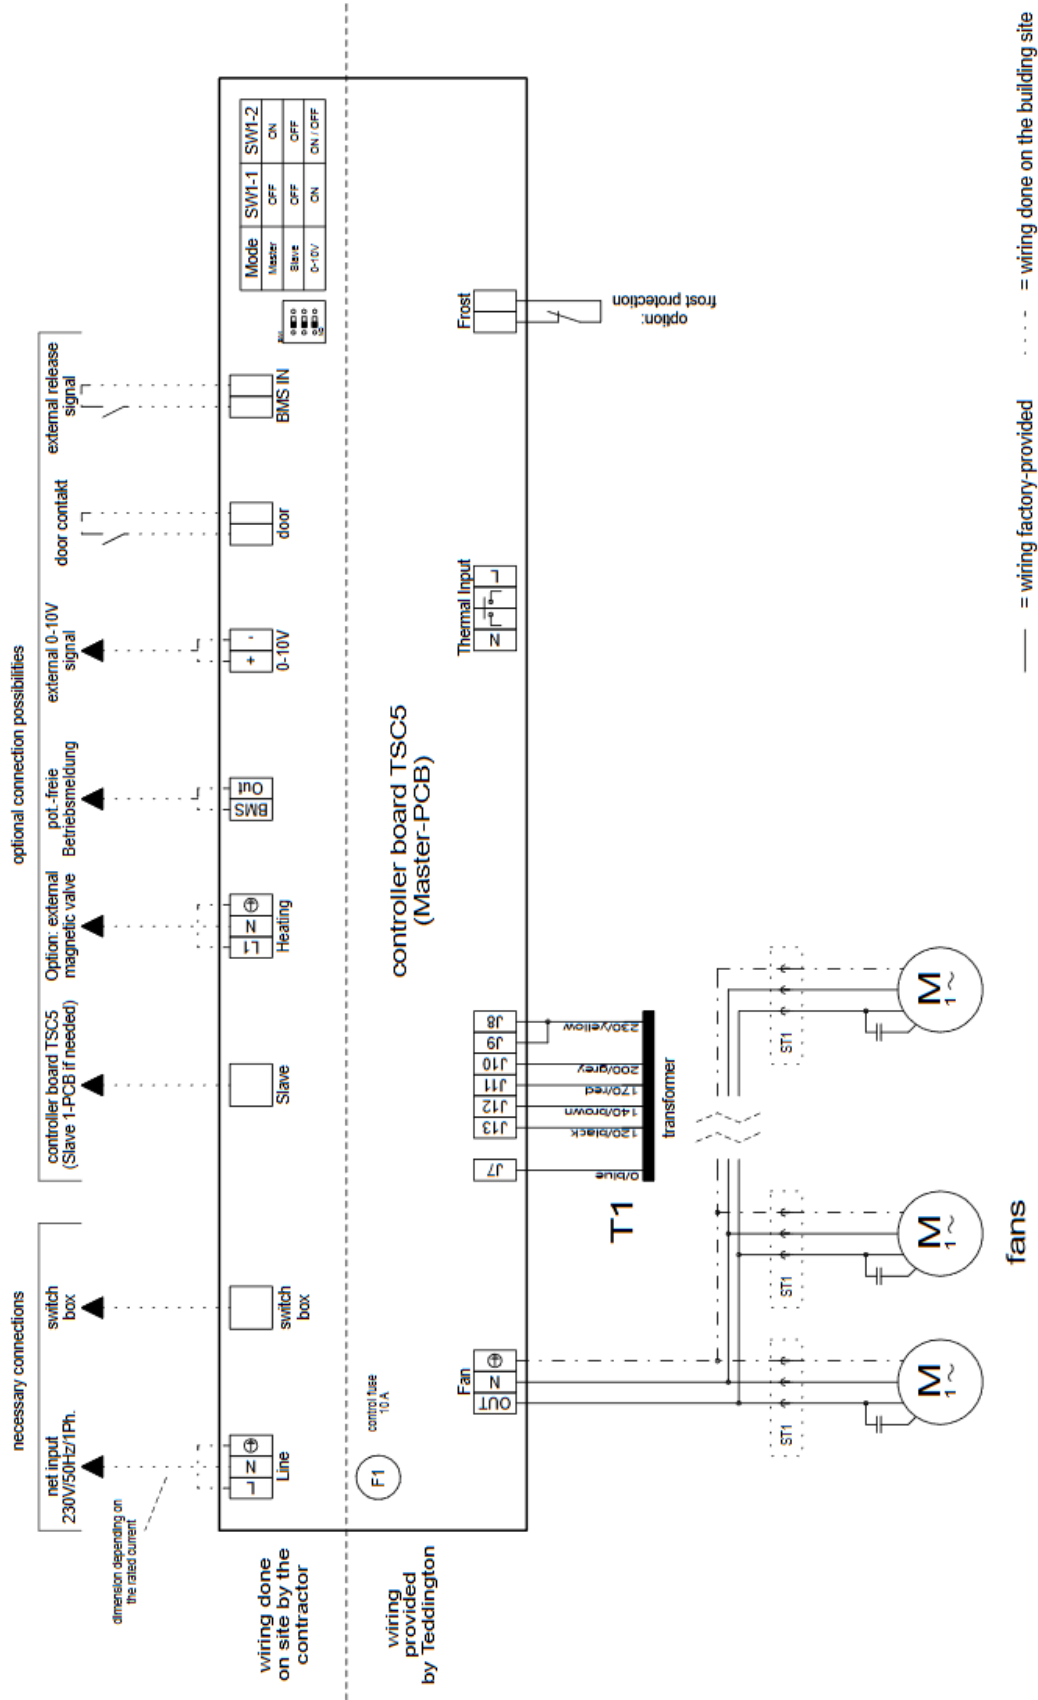 necessary connections
optional connection possibilities
net input
230V/50Hz/1Ph.
switch
box
controller board TSC5
(Slave 1-PCB if needed)
Option: external
magnetic valve
pot.-freie
Betriebsmeldung
external 0-10V
signal
door contakt
external release
signal
dimension depending on
the rated current
wiring done
on site by the
contractor
L N
Line
switch
box
Slave
L1 N
Heating
BMS Out
+ -
0-10V
door
BMS IN
Mode SW1-1 SW1-2
Master OFF ON
Slave OFF OFF
0-10V ON ON / OFF
wiring
provided
by Teddington
F1
control fuse
10 A
controller board TSC5
(Master-PCB)
Fan
OUT N
J7 J13 J12 J11 J10 J9 J8
Thermal Input
N L
Frost
0/blue
120/black
140/brown
170/red
200/grey
230/yellow
T1
transformer
option:
frost protection
ST1
ST1
ST1
M
1~
M
1~
M
1~
fans
= wiring factory-provided
= wiring done on the building site